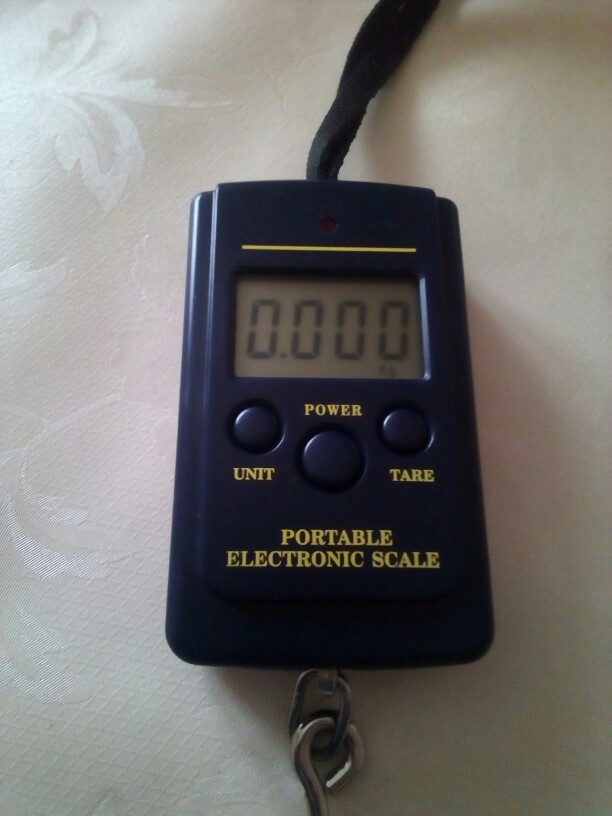 0.000
Kg
POWER
UNIT
TARE
PORTABLE
ELECTRONIC SCALE